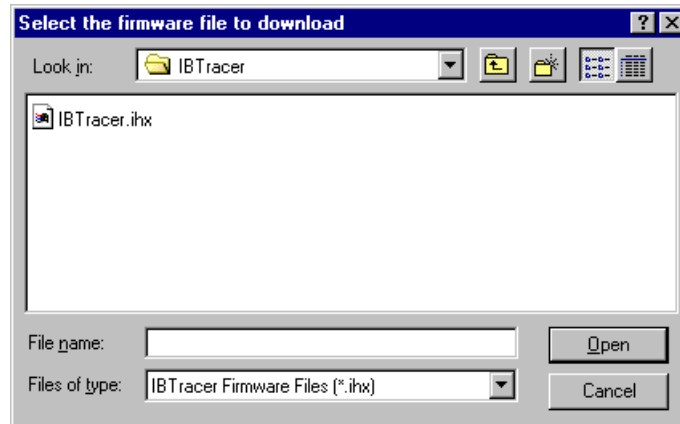 Select the firmware file to download
Look in: IBTracer
IBTracer.ihx
File name: Open
Files of type: IBTracer Firmware Files (*.ihx) Cancel